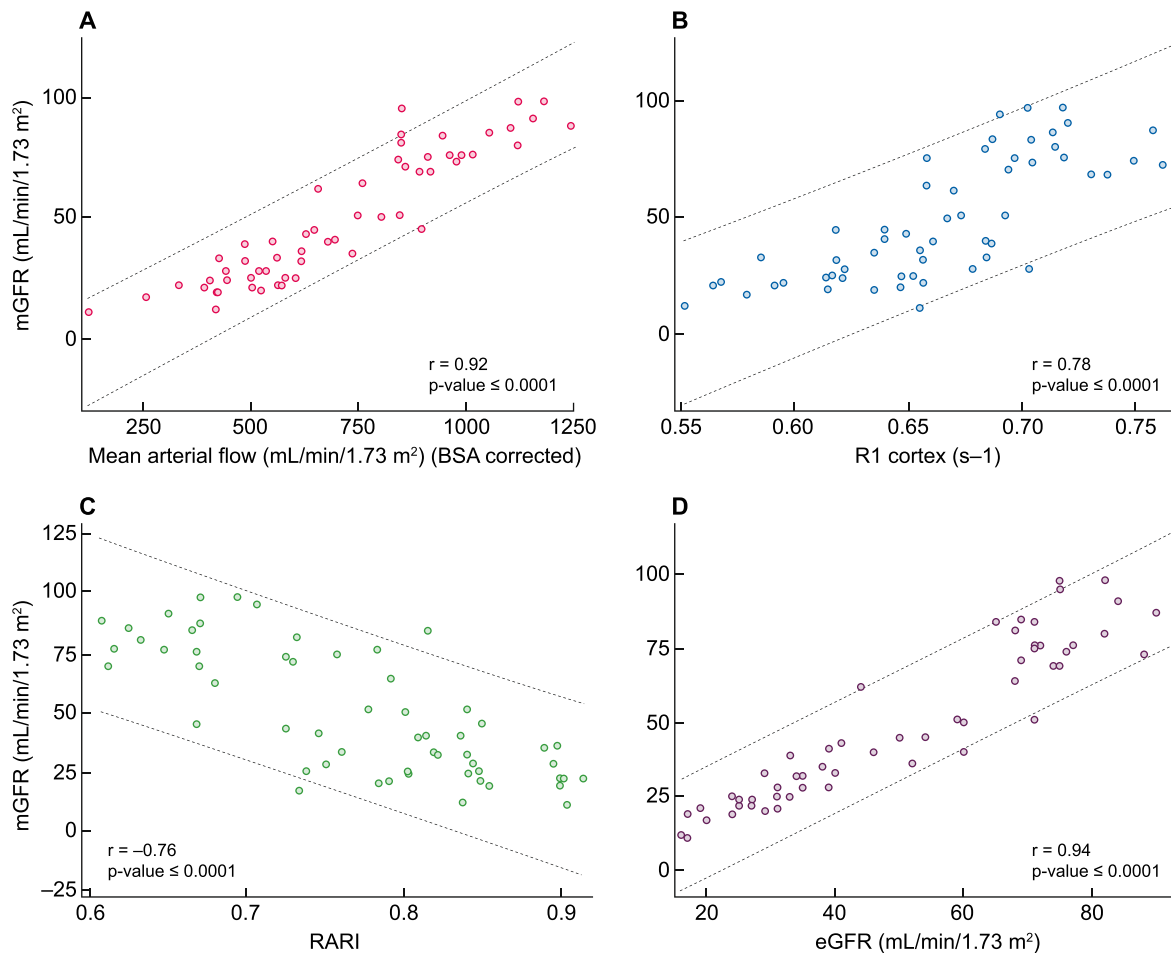 A
mGFR (mL/min/1.73 m²)
100
50
0
r = 0.92
p-value ≤ 0.0001
250 500 750 1000 1250
Mean arterial flow (mL/min/1.73 m²) (BSA corrected)
B
100
50
0
r = 0.78
p-value ≤ 0.0001
0.55 0.60 0.65 0.70 0.75
R1 cortex (s–1)
C
mGFR (mL/min/1.73 m²)
125
100
75
50
25
0
–25
r = –0.76
p-value ≤ 0.0001
0.6 0.7 0.8 0.9
RARI
D
100
75
50
25
0
r = 0.94
p-value ≤ 0.0001
20 40 60 80
eGFR (mL/min/1.73 m²)